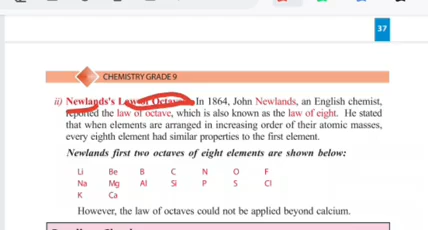 37
CHEMISTRY GRADE 9
ii) Newlands's Law of Octaves: In 1864, John Newlands, an English chemist,
reported the law of octave, which is also known as the law of eight. He stated
that when elements are arranged in increasing order of their atomic masses,
every eighth element had similar properties to the first element.
Newlands first two octaves of eight elements are shown below:
Li Be B C N O F
Na Mg Al Si P S Cl
K Ca
However, the law of octaves could not be applied beyond calcium.